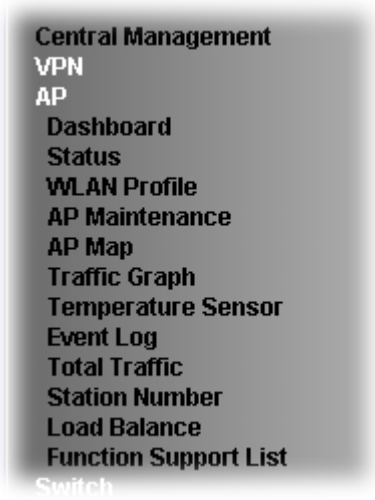 Central Management
VPN
AP
Dashboard
Status
WLAN Profile
AP Maintenance
AP Map
Traffic Graph
Temperature Sensor
Event Log
Total Traffic
Station Number
Load Balance
Function Support List
Switch